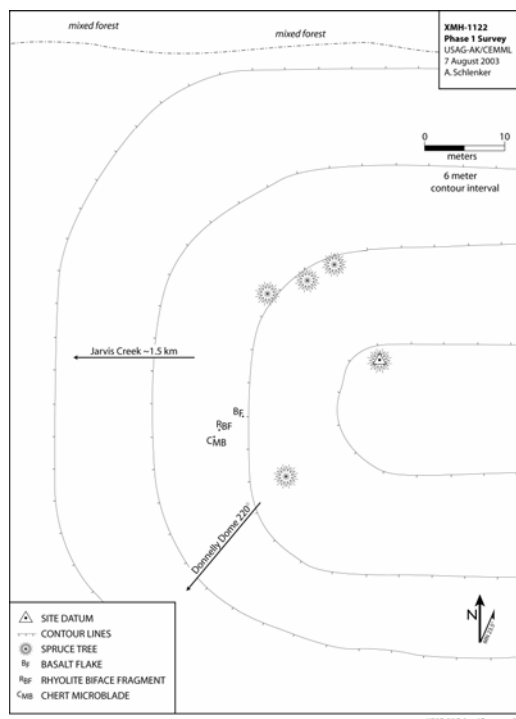 mixed forest
mixed forest
XMH-1122
Phase 1 Survey
USAG-AK/CEMML
7 August 2003
A. Schlenker
0 10
meters
6 meter
contour interval
Jarvis Creek ~1.5 km
BF
RBF
CMB
Donnelly Dome 220°
N
SITE DATUM
CONTOUR LINES
SPRUCE TREE
BF BASALT FLAKE
RBF RHYOLITE BIFACE FRAGMENT
CMB CHERT MICROBLADE